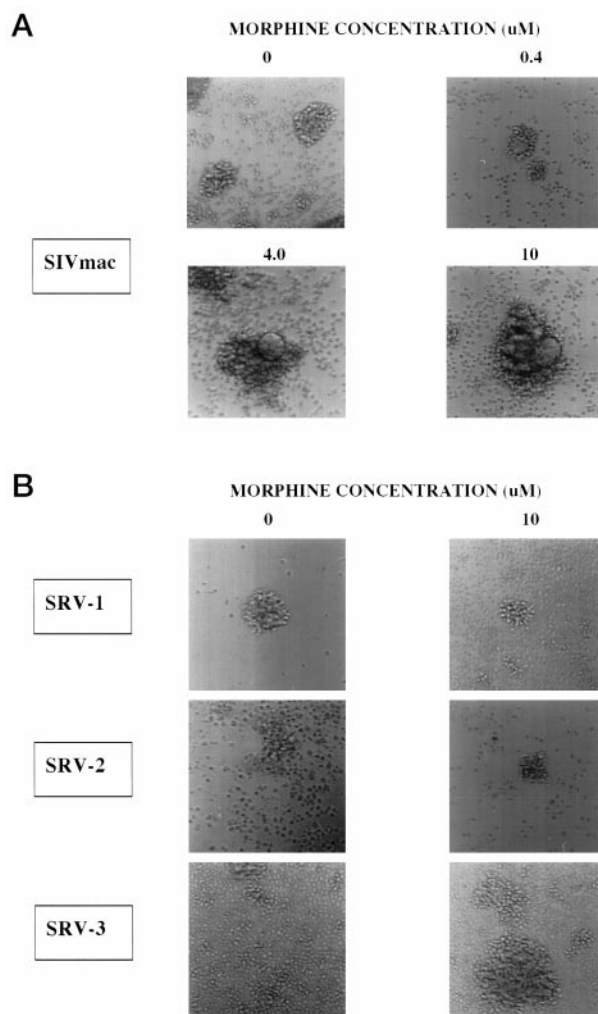 A
MORPHINE CONCENTRATION (uM)
0 0.4
SIVmac
4.0 10
B
MORPHINE CONCENTRATION (uM)
0 10
SRV-1
SRV-2
SRV-3